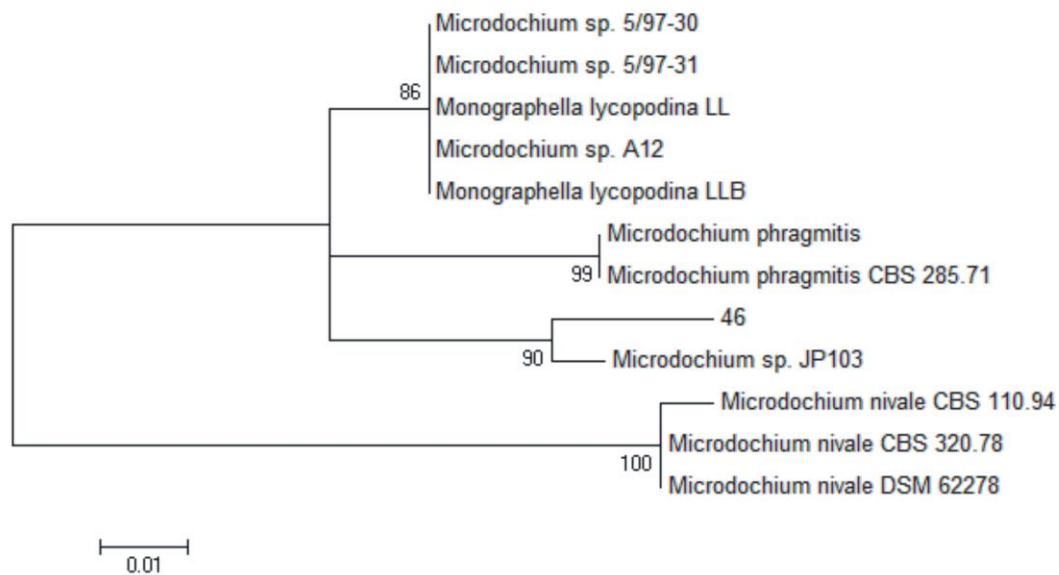 Microdochium sp. 5/97-30
Microdochium sp. 5/97-31
86
Monographella lycopodina LL
Microdochium sp. A12
Monographella lycopodina LLB
Microdochium phragmitis
99
Microdochium phragmitis CBS 285.71
46
90
Microdochium sp. JP103
Microdochium nivale CBS 110.94
Microdochium nivale CBS 320.78
100
Microdochium nivale DSM 62278
0.01